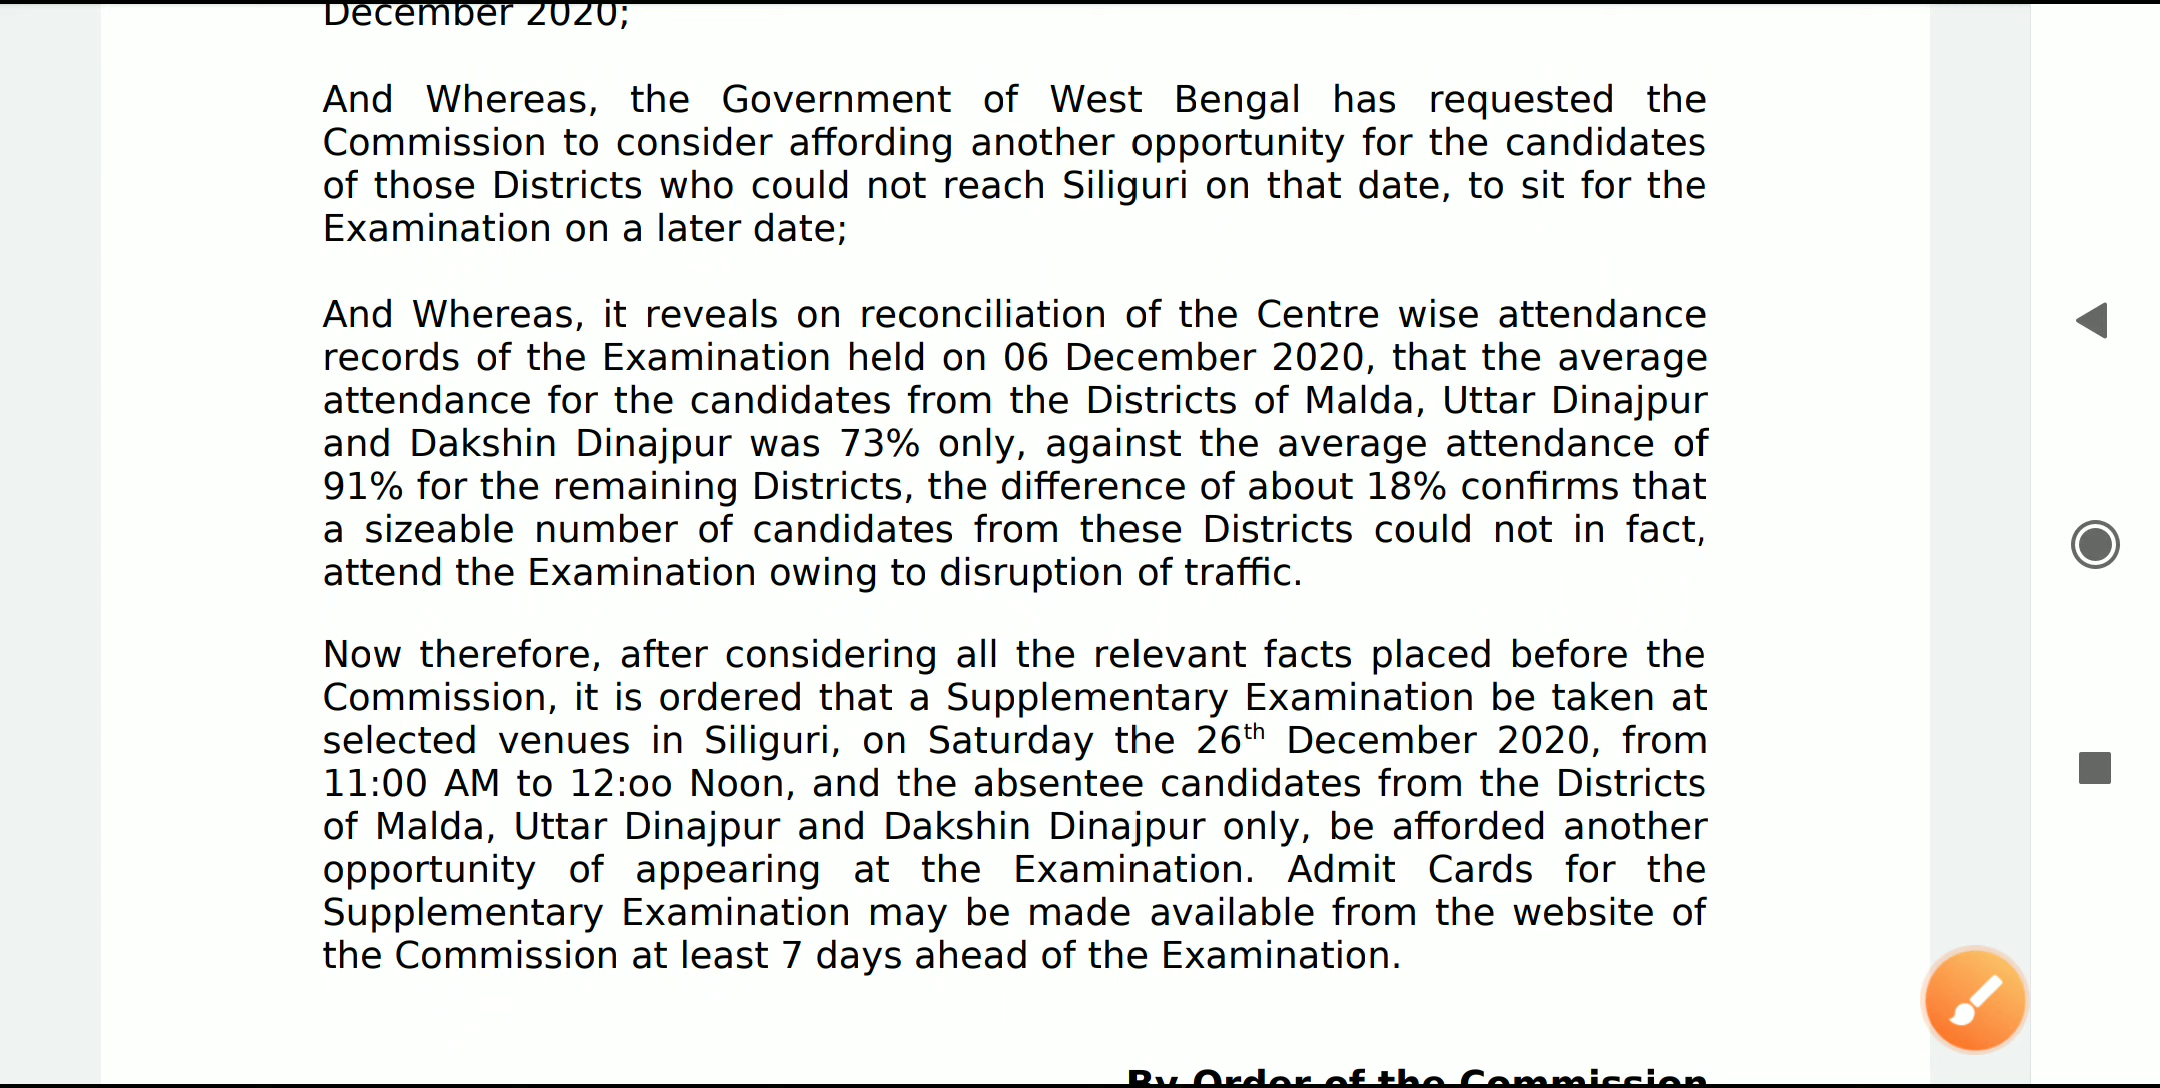 December 2020;
And Whereas, the Government of West Bengal has requested the
Commission to consider affording another opportunity for the candidates
of those Districts who could not reach Siliguri on that date, to sit for the
Examination on a later date;
And Whereas, it reveals on reconciliation of the Centre wise attendance
records of the Examination held on 06 December 2020, that the average
attendance for the candidates from the Districts of Malda, Uttar Dinajpur
and Dakshin Dinajpur was 73% only, against the average attendance of
91% for the remaining Districts, the difference of about 18% confirms that
a sizeable number of candidates from these Districts could not in fact,
attend the Examination owing to disruption of traffic.
Now therefore, after considering all the relevant facts placed before the
Commission, it is ordered that a Supplementary Examination be taken at
selected venues in Siliguri, on Saturday the 26th December 2020, from
11:00 AM to 12:oo Noon, and the absentee candidates from the Districts
of Malda, Uttar Dinajpur and Dakshin Dinajpur only, be afforded another
opportunity of appearing at the Examination. Admit Cards for the
Supplementary Examination may be made available from the website of
the Commission at least 7 days ahead of the Examination.
By Order of the Commission